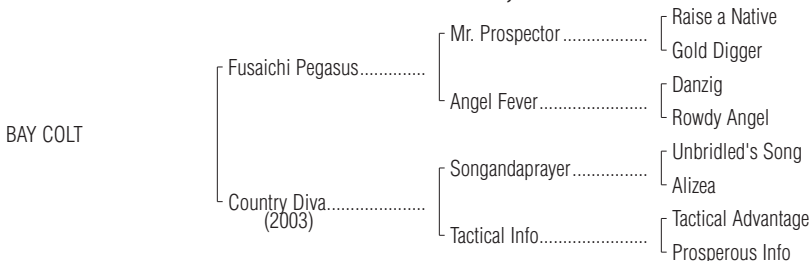 Raise a Native
Mr. Prospector..................
Gold Digger
Fusaichi Pegasus..............
Danzig
Angel Fever.......................
Rowdy Angel
BAY COLT
Unbridled's Song
Songandaprayer................
Alizea
Country Diva.....................
(2003)
Tactical Advantage
Tactical Info.......................
Prosperous Info